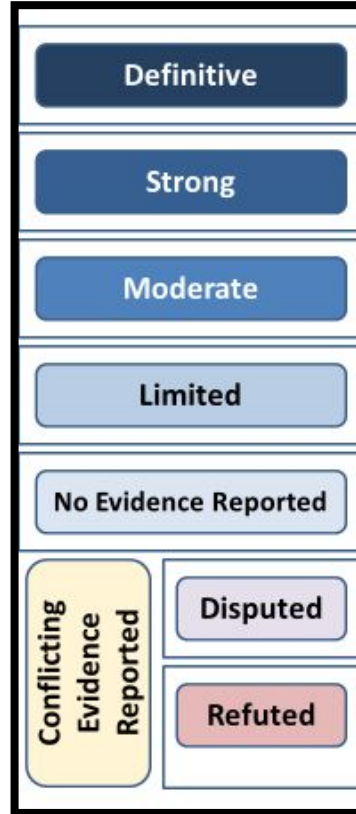 Definitive
Strong
Moderate
Limited
No Evidence Reported
Conflicting
Evidence
Reported
Disputed
Refuted